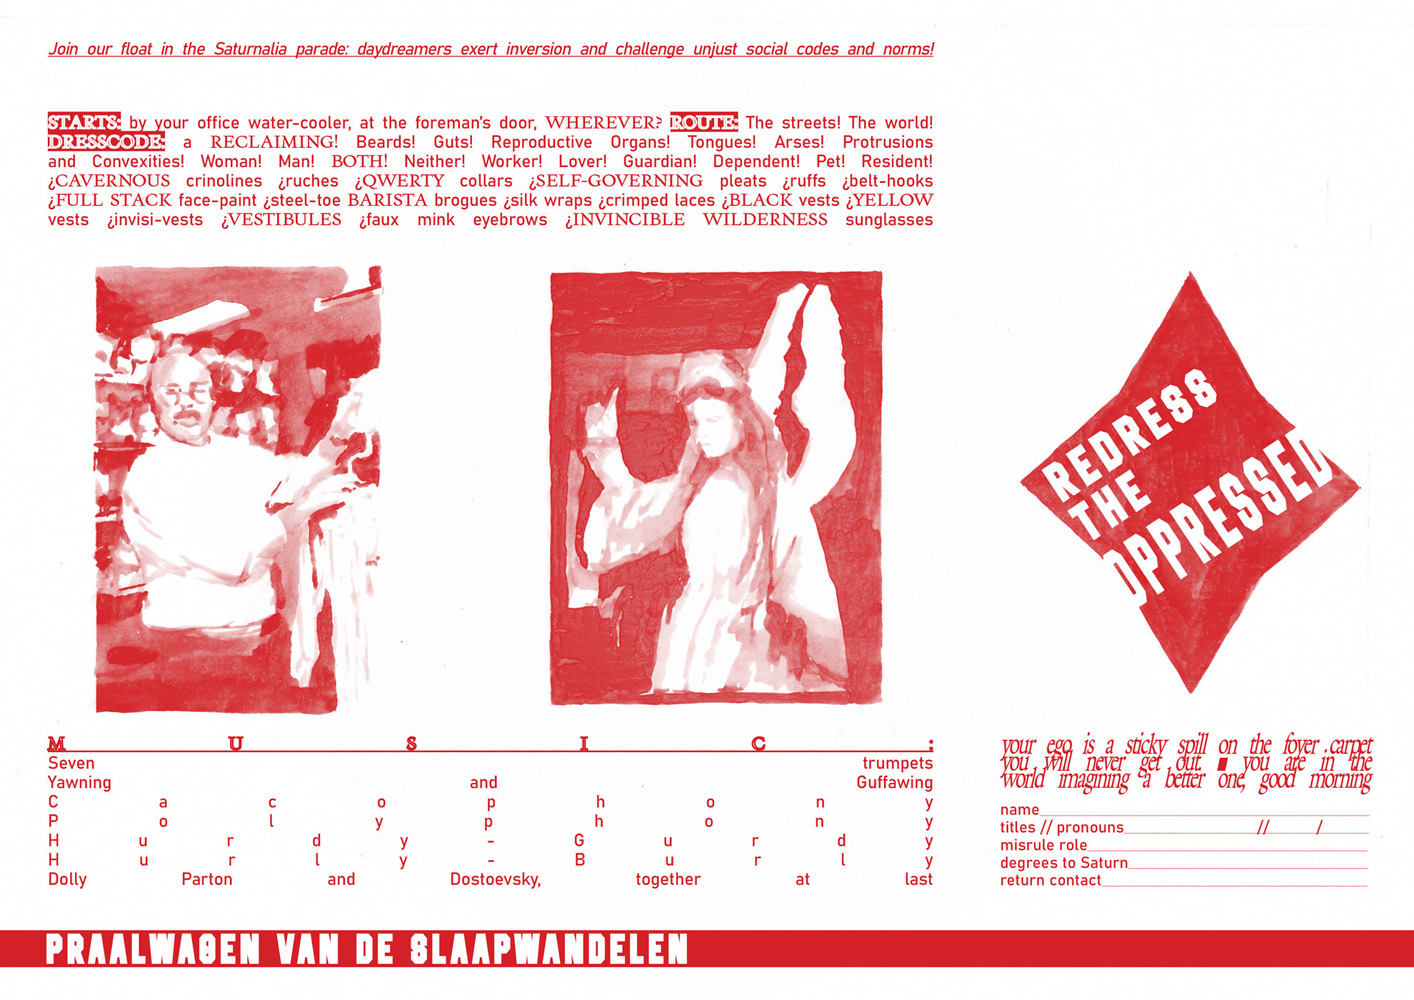 Join our float in the Saturnalia parade: daydreamers exert inversion and challenge unjust social codes and norms!
STARTS: by your office water-cooler, at the foreman's door, WHEREVER? ROUTE: The streets! The world!
DRESSCODE: a RECLAIMING! Beards! Guts! Reproductive Organs! Tongues! Arses! Protrusions
and Convexities! Woman! Man! BOTH! Neither! Worker! Lover! Guardian! Dependent! Pet! Resident!
¿CAVERNOUS crinolines ¿ruches ¿QWERTY collars ¿SELF-GOVERNING pleats ¿ruffs ¿belt-hooks
¿FULL STACK face-paint ¿steel-toe BARISTA brogues ¿silk wraps ¿crimped laces ¿BLACK vests ¿YELLOW
vests ¿invisi-vests ¿VESTIBULES ¿faux mink eyebrows ¿INVINCIBLE WILDERNESS sunglasses
REDRESS
THE
OPPRESSED
MUSIC:
Seven trumpets
Yawning and Guffawing
Cacophony
Polyphony
Hurdy-Gurdy
Hurly-Burly
Dolly Parton and Dostoevsky, together at last
your ego is a sticky spill on the foyer carpet
you will never get out. ■ you are in the
world imagining a better one, good morning
name
titles // pronouns // /
misrule role
degrees to Saturn
return contact
PRAALWAGEN VAN DE SLAAPWANDELEN